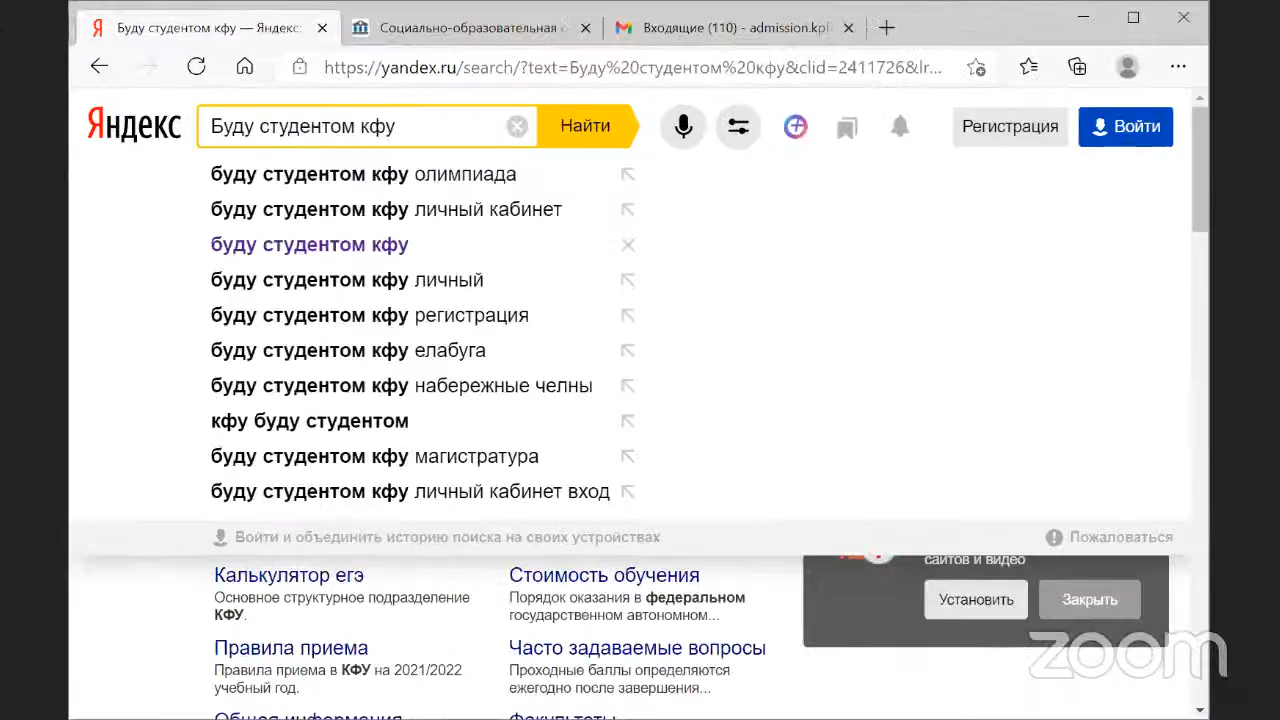 Буду студентом кфу — Яндекс:
Социально-образовательная с
Входящие (110) - admission.kpf
https://yandex.ru/search/?text=Буду%20студентом%20кфу&clid=2411726&lr...
Яндекс
Буду студентом кфу
Найти
Регистрация
Войти
буду студентом кфу олимпиада
буду студентом кфу личный кабинет
буду студентом кфу
буду студентом кфу личный
буду студентом кфу регистрация
буду студентом кфу елабуга
буду студентом кфу набережные челны
кфу буду студентом
буду студентом кфу магистратура
буду студентом кфу личный кабинет вход
Войти и объединить историю поиска на своих устройствах
Пожаловаться
сайтов и видео
Установить
Закрыть
Калькулятор егэ
Основное структурное подразделение
КФУ.
Стоимость обучения
Порядок оказания в федеральном
государственном автономном...
Правила приема
Правила приема в КФУ на 2021/2022
учебный год.
Часто задаваемые вопросы
Проходные баллы определяются
ежегодно после завершения...
Общая информация
Факультеты
zoom